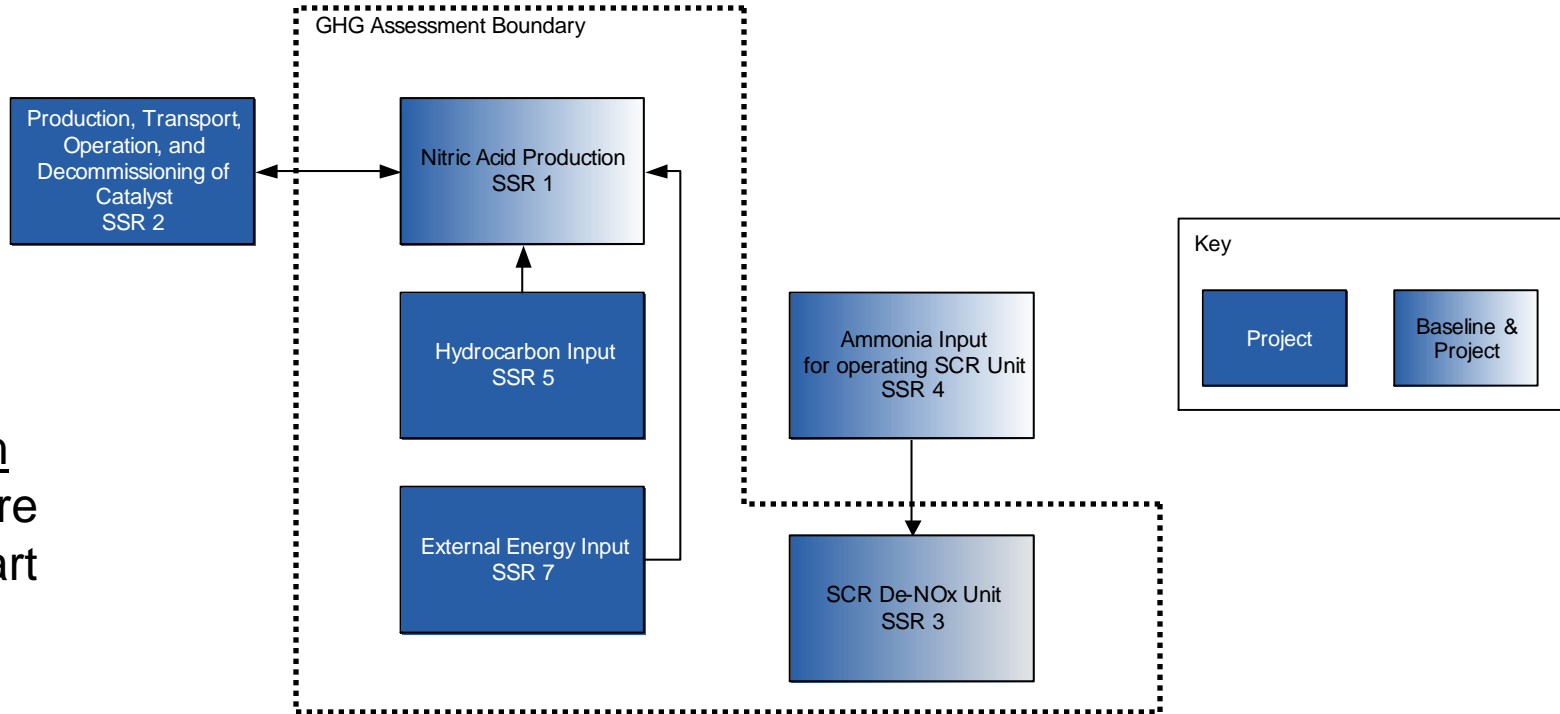 GHG Assessment Boundary
Production, Transport,
Operation, and
Decommissioning of
Catalyst
SSR 2
Nitric Acid Production
SSR 1
Hydrocarbon Input
SSR 5
External Energy Input
SSR 7
Ammonia Input
for operating SCR Unit
SSR 4
SCR De-NOx Unit
SSR 3
Key
Project
Baseline &
Project
n
re
art